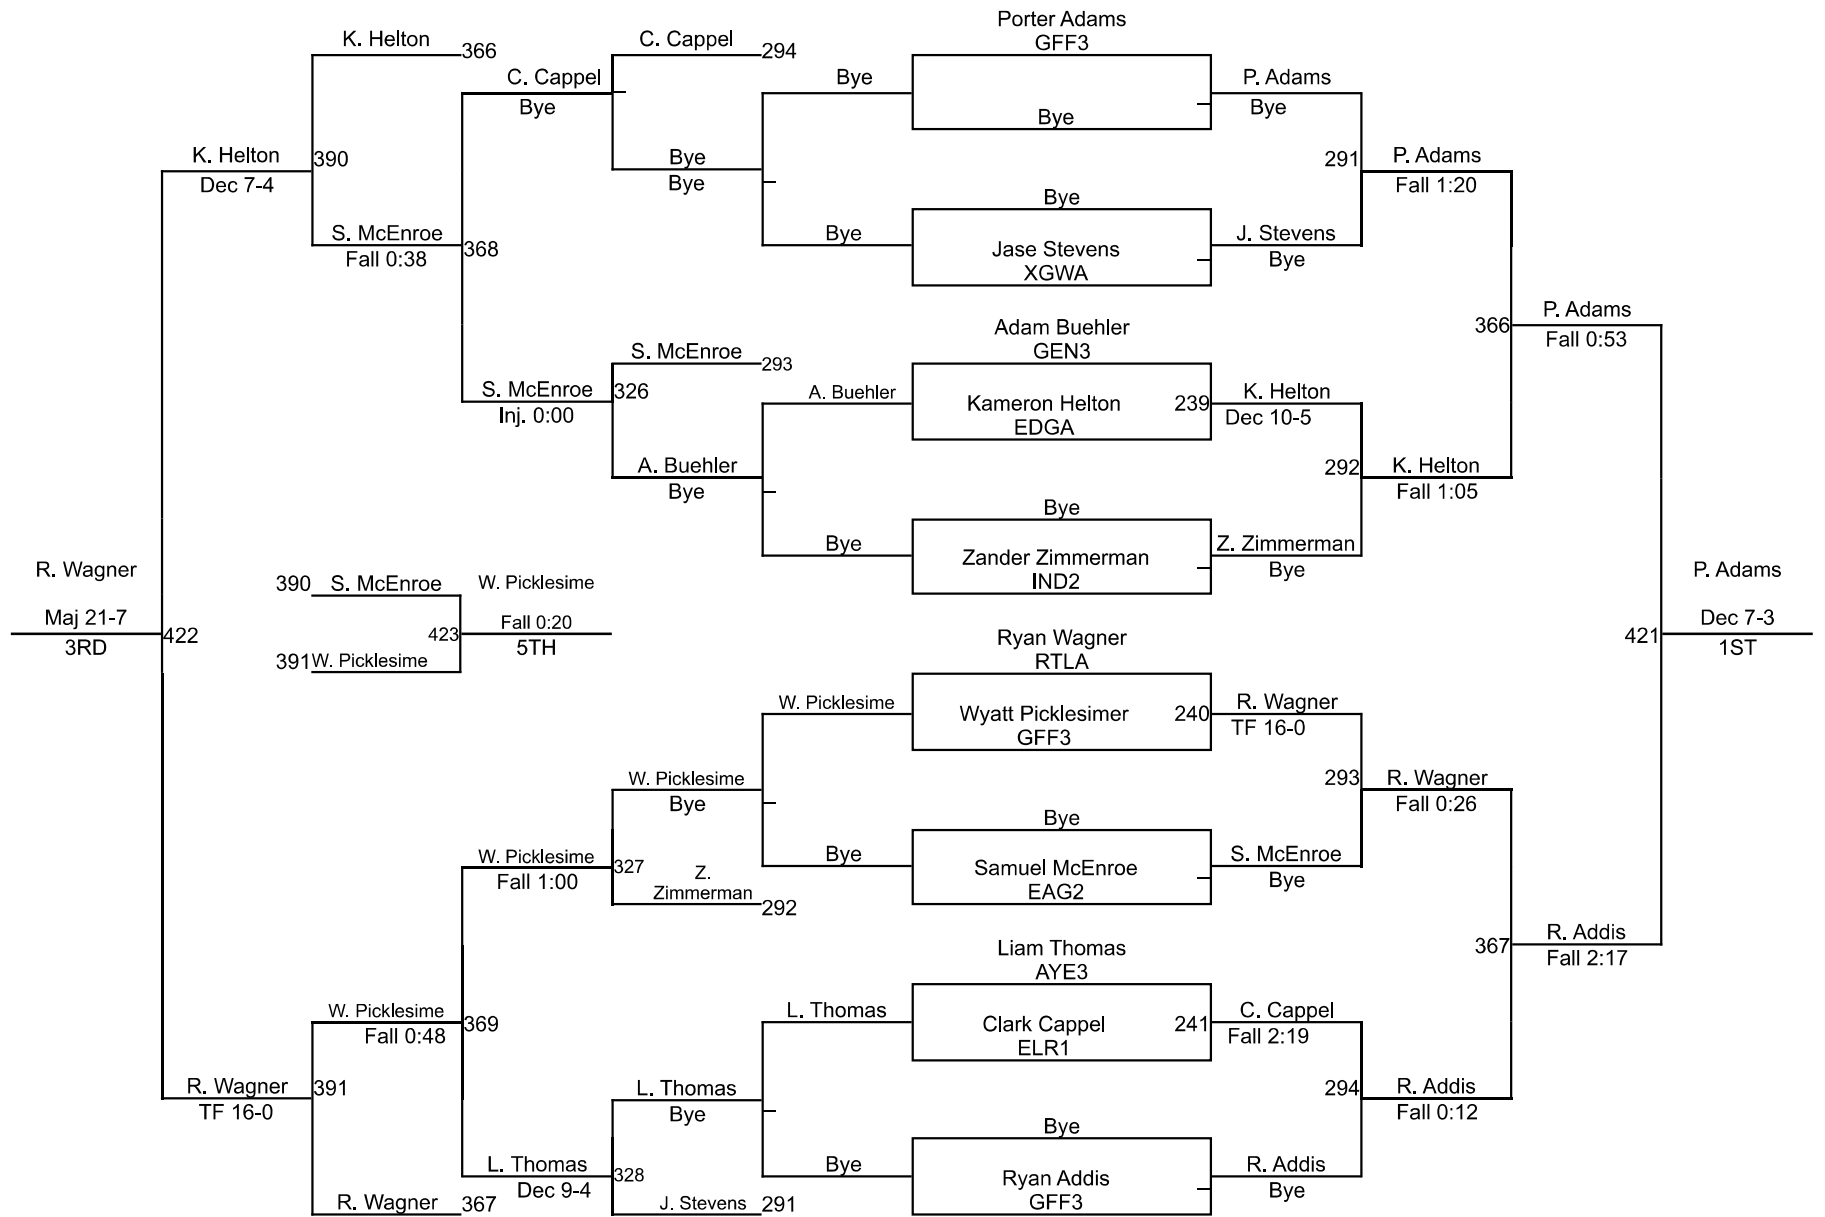 Porter Adams
GFF3
K. Helton
366
C. Cappel
294
C. Cappel
Bye
Bye
Bye
P. Adams
Bye
K. Helton
Dec 7-4
390
Bye
Bye
291
P. Adams
Fall 1:20
S. McEnroe
Fall 0:38
368
Bye
Bye
Jase Stevens
XGWA
J. Stevens
Bye
Adam Buehler
GEN3
366
P. Adams
Fall 0:53
S. McEnroe
293
S. McEnroe
Inj. 0:00
326
A. Buehler
Kameron Helton
EDGA
239
K. Helton
Dec 10-5
A. Buehler
Bye
292
K. Helton
Fall 1:05
Bye
Bye
Zander Zimmerman
IND2
Z. Zimmerman
Bye
R. Wagner
Maj 21-7
3RD
422
390
S. McEnroe
391
W. Picklesime
423
W. Picklesime
Fall 0:20
5TH
P. Adams
Dec 7-3
1ST
421
Ryan Wagner
RTLA
W. Picklesime
Wyatt Picklesimer
GFF3
240
R. Wagner
TF 16-0
W. Picklesime
Bye
293
R. Wagner
Fall 0:26
W. Picklesime
Fall 1:00
327
Z.
Zimmerman
292
Bye
Bye
Samuel McEnroe
EAG2
S. McEnroe
Bye
Liam Thomas
AYE3
367
R. Addis
Fall 2:17
W. Picklesime
Fall 0:48
369
L. Thomas
Clark Cappel
ELR1
241
C. Cappel
Fall 2:19
R. Wagner
TF 16-0
391
L. Thomas
Bye
294
R. Addis
Fall 0:12
Bye
L. Thomas
Dec 9-4
328
Bye
Ryan Addis
GFF3
R. Addis
Bye
R. Wagner
367
J. Stevens
291